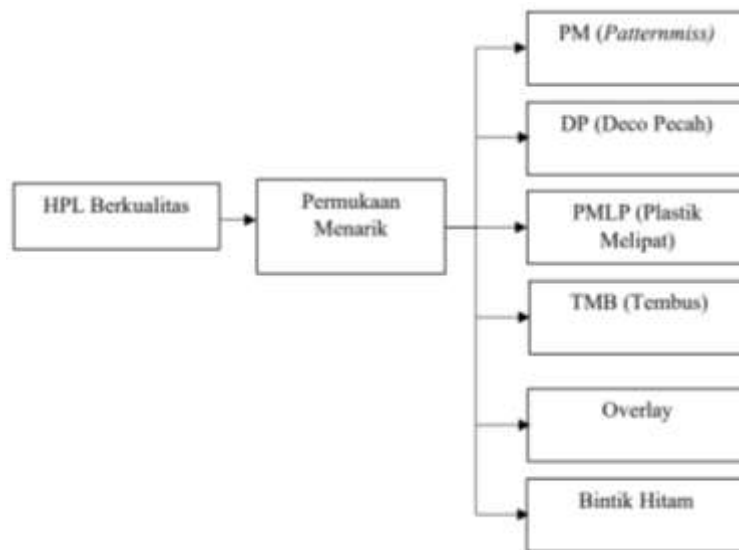 HPL Berkualitas
Permukaan
Menarik
PM (Patternmiss)
DP (Deco Pecah)
PMLP (Plastik
Melipat)
TMB (Tembus)
Overlay
Bintik Hitam